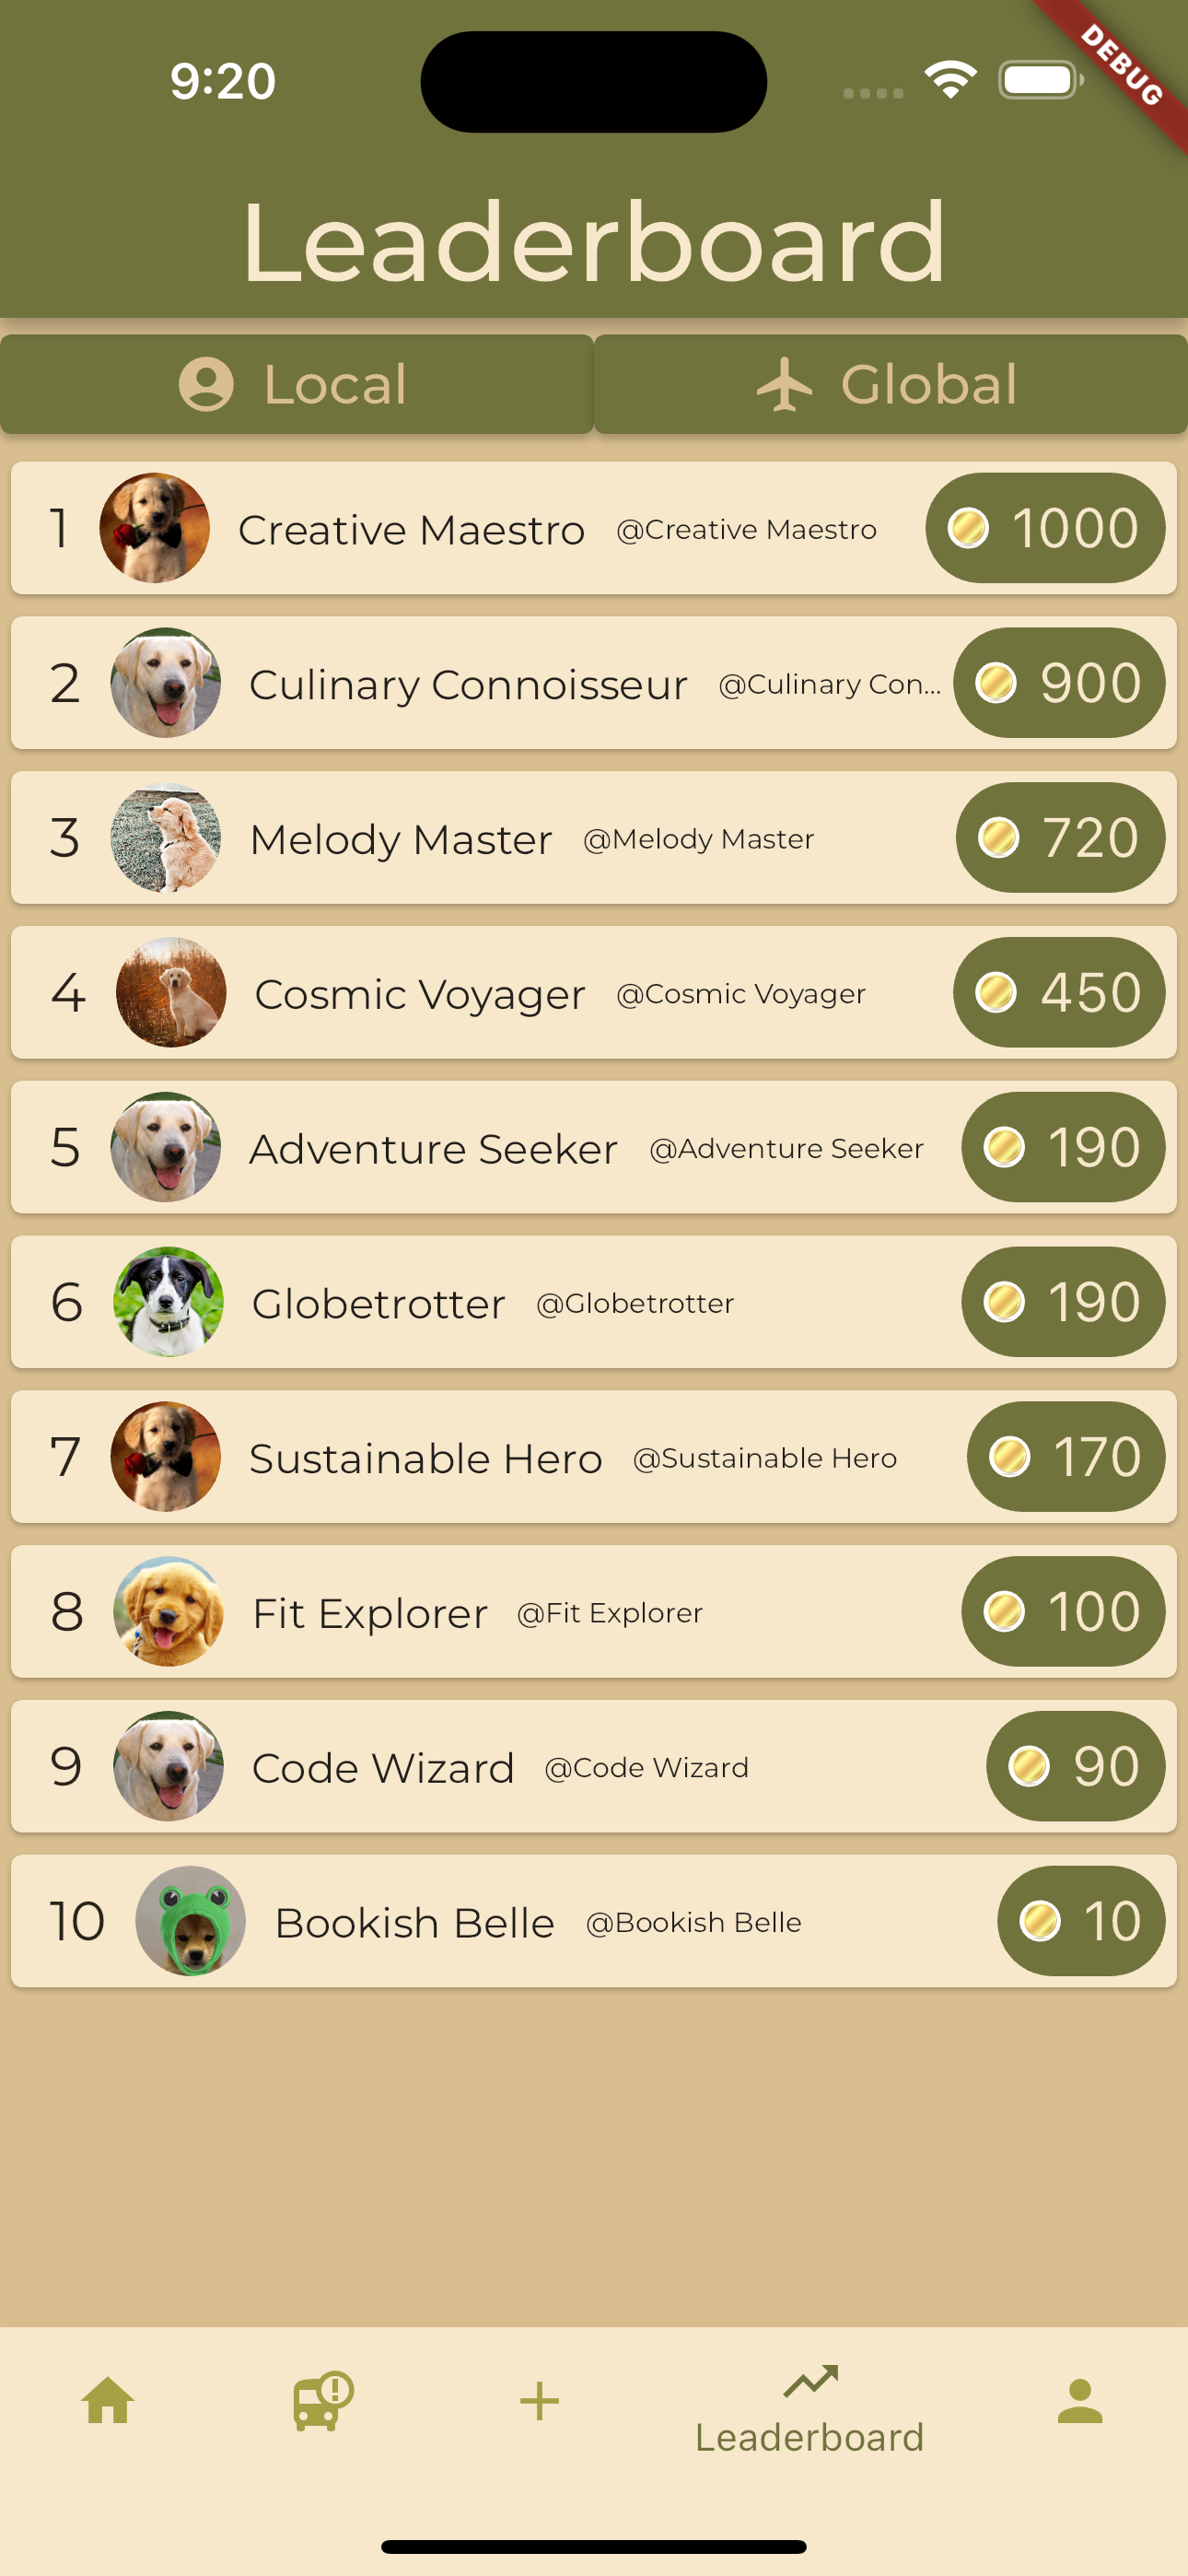 9:20
DEBUG
Leaderboard
Local
Global
1 Creative Maestro @Creative Maestro 1000
2 Culinary Connoisseur @Culinary Con... 900
3 Melody Master @Melody Master 720
4 Cosmic Voyager @Cosmic Voyager 450
5 Adventure Seeker @Adventure Seeker 190
6 Globetrotter @Globetrotter 190
7 Sustainable Hero @Sustainable Hero 170
8 Fit Explorer @Fit Explorer 100
9 Code Wizard @Code Wizard 90
10 Bookish Belle @Bookish Belle 10
Leaderboard